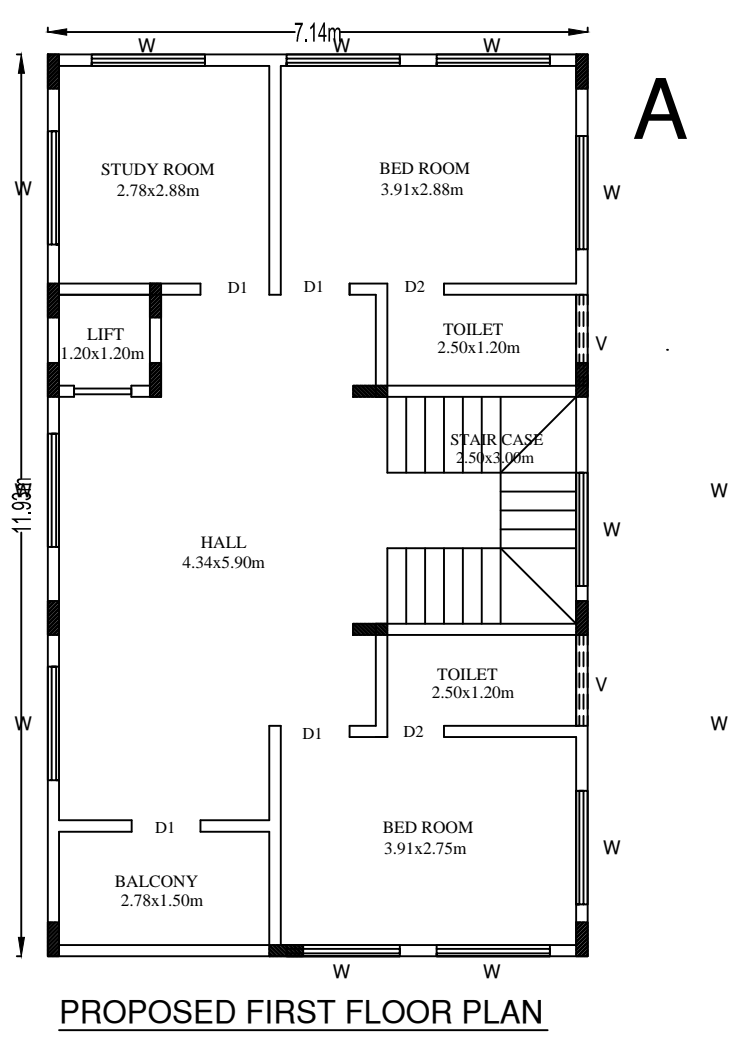 7.14m
W
W
W
A
STUDY ROOM
2.78x2.88m
BED ROOM
3.91x2.88m
W
W
D1
D1
D2
LIFT
1.20x1.20m
TOILET
2.50x1.20m
V
STAIR CASE
2.50x3.00m
W
11.93m
W
W
HALL
4.34x5.90m
TOILET
2.50x1.20m
V
W
W
D1
D2
D1
BED ROOM
3.91x2.75m
W
BALCONY
2.78x1.50m
W
W
PROPOSED FIRST FLOOR PLAN